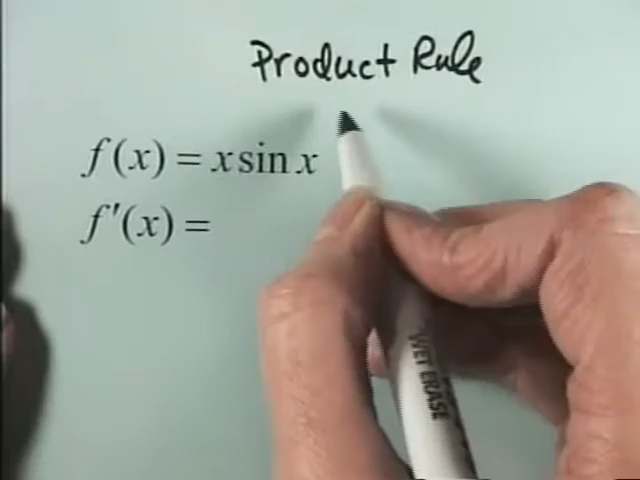 Product Rule
f(x) = x sin x
f'(x) =
WET ERASE